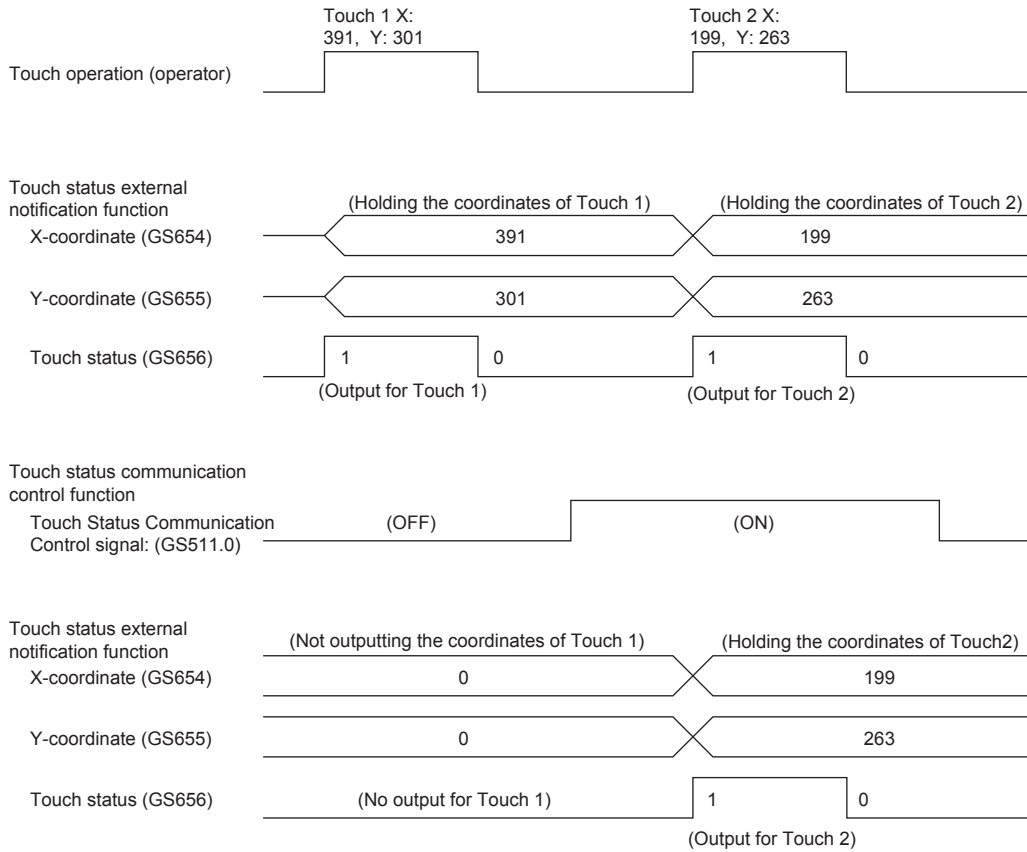 Touch 1 X:
391, Y: 301
Touch 2 X:
199, Y: 263
Touch operation (operator)
Touch status external
notification function
(Holding the coordinates of Touch 1)
(Holding the coordinates of Touch 2)
X-coordinate (GS654)
391
199
Y-coordinate (GS655)
301
263
Touch status (GS656)
1
0
1
0
(Output for Touch 1)
(Output for Touch 2)
Touch status communication
control function
Touch Status Communication
Control signal: (GS511.0)
(OFF)
(ON)
Touch status external
notification function
(Not outputting the coordinates of Touch 1)
(Holding the coordinates of Touch2)
X-coordinate (GS654)
0
199
Y-coordinate (GS655)
0
263
Touch status (GS656)
(No output for Touch 1)
1
0
(Output for Touch 2)